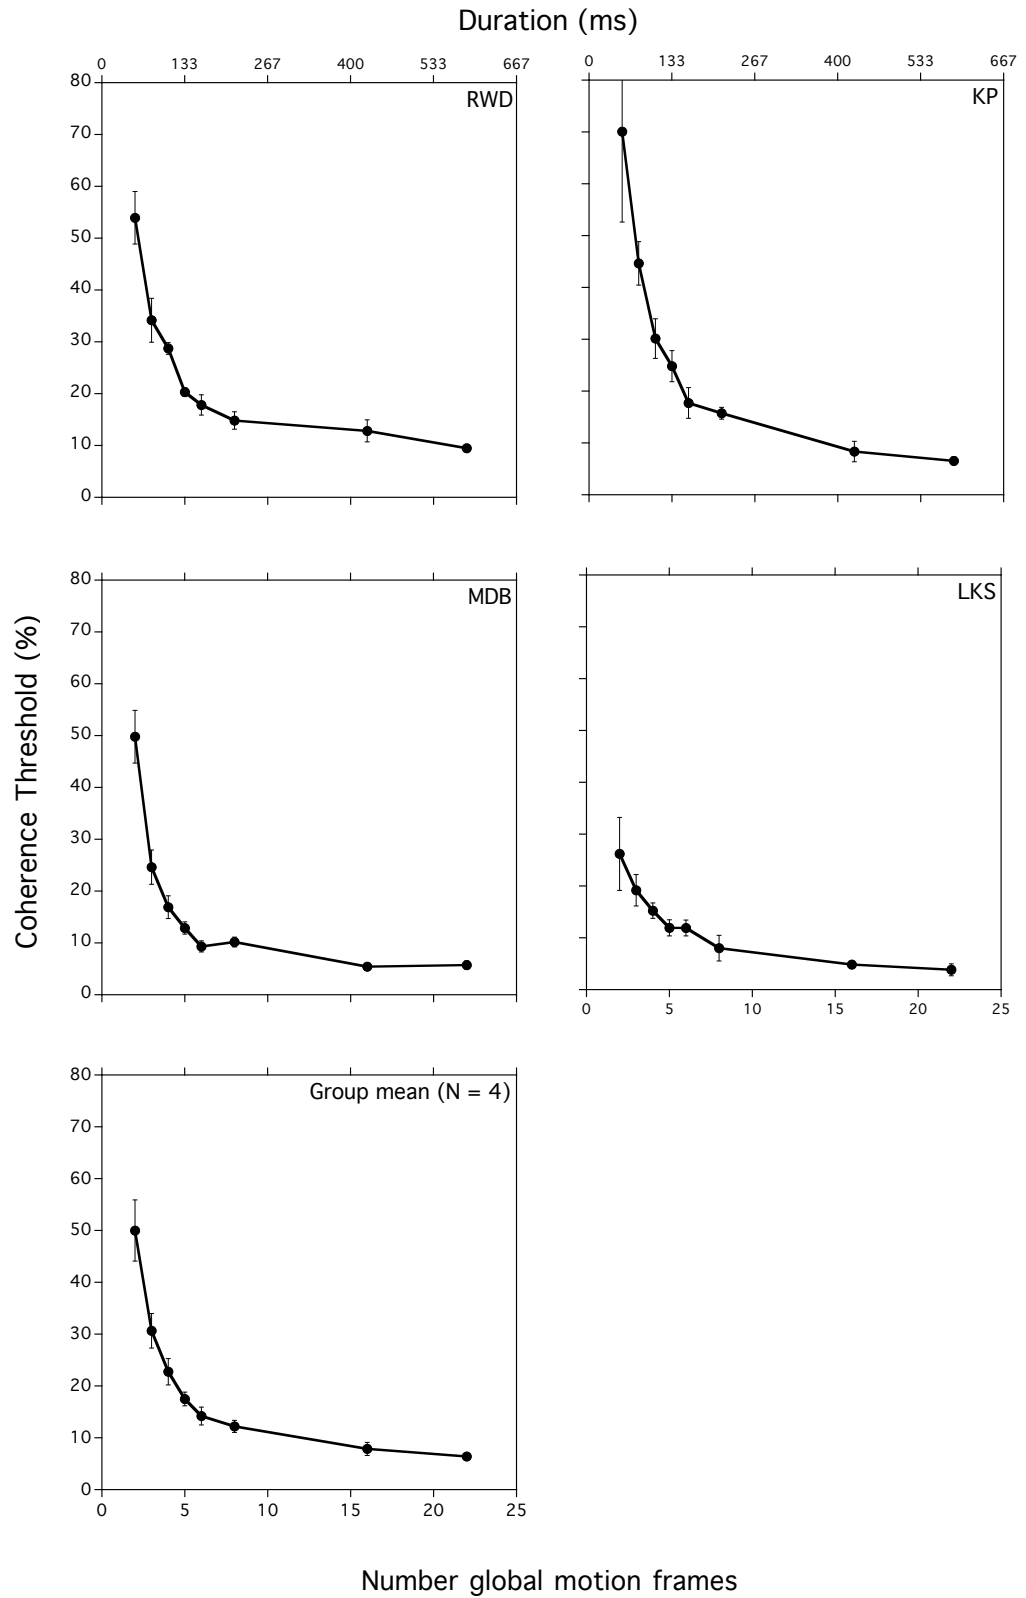 Duration (ms)
0 133 267 400 533 667
0 133 267 400 533 667
80
70
60
50
40
30
20
10
0
RWD
KP
Coherence Threshold (%)
80
70
60
50
40
30
20
10
0
MDB
LKS
0 5 10 15 20 25
80
70
60
50
40
30
20
10
0
Group mean (N = 4)
0 5 10 15 20 25
Number global motion frames